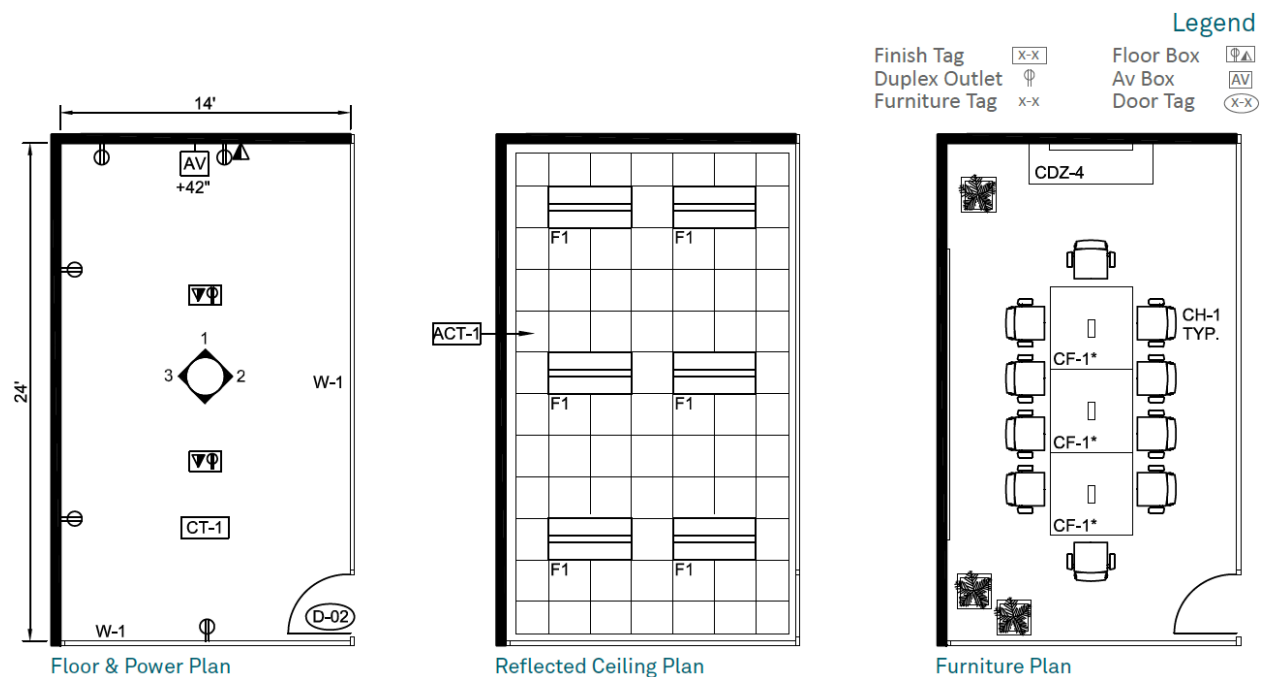 Legend
Finish Tag X-X Floor Box
Duplex Outlet Av Box AV
Furniture Tag X-X Door Tag X-X
14'
AV
+42"
24'
1
3 2
W-1
CT-1
D-02
W-1
Floor & Power Plan
F1 F1
ACT-1
F1 F1
F1 F1
Reflected Ceiling Plan
CDZ-4
CH-1
TYP.
CF-1*
CF-1*
CF-1*
Furniture Plan